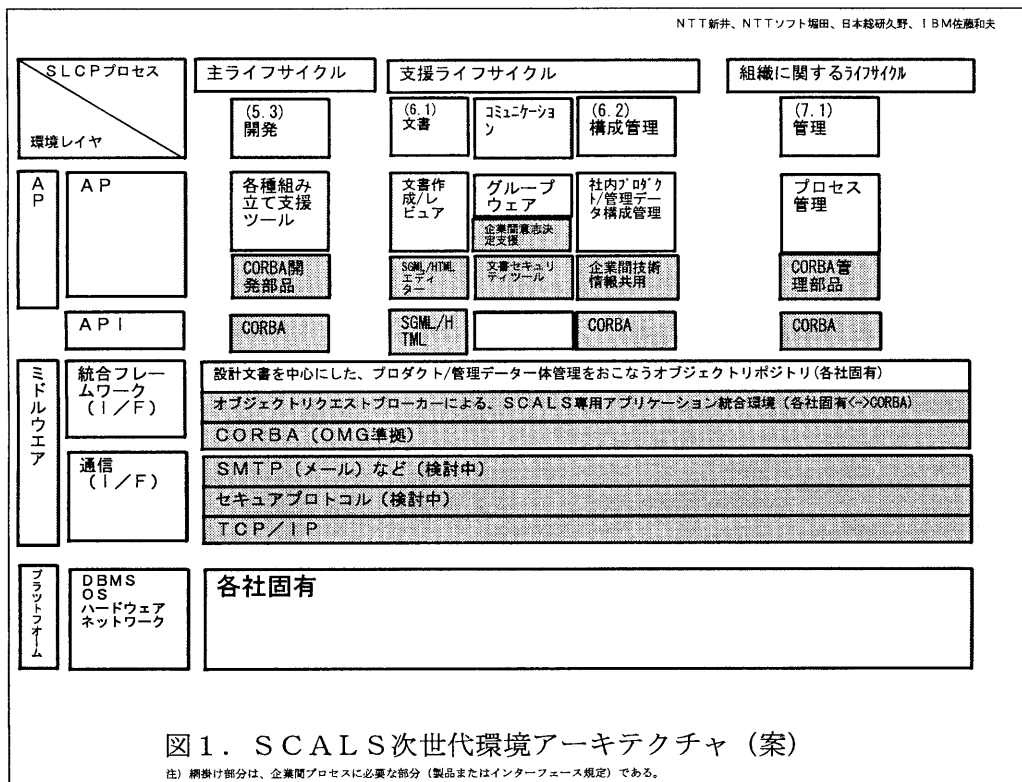 NTT新井、NTTソフト堀田、日本総研久野、IBM佐藤和夫
SLCPプロセス
環境レイヤ
主ライフサイクル
支援ライフサイクル
組織に関するライフサイクル
(5.3)
開発
(6.1)
文書
コミュニケーショ
ン
(6.2)
構成管理
(7.1)
管理
AP
AP
各種組み
立て支援
ツール
文書作
成/レ
ビュア
グループ
ウェア
企業間意志決
定支援
社内プロダク
ト/管理デー
タ構成管理
プロセス
管理
CORBA開
発部品
SGML/HTML
エディ
ター
文書セキュリ
ティツール
企業間技術
情報共用
CORBA管
理部品
API
CORBA
SGML/H
TML
CORBA
CORBA
ミドルウエア
統合フレー
ムワーク
(I/F)
設計文書を中心にした、プロダクト/管理データ一体管理をおこなうオブジェクトリポジトリ(各社固有)
オブジェクトリクエストブローカーによる、SCALS専用アプリケーション統合環境(各社固有<->CORBA)
CORBA(OMG準拠)
通信
(I/F)
SMTP(メール)など(検討中)
セキュアプロトコル(検討中)
TCP/IP
プラットフォーム
DBMS
OS
ハードウェア
ネットワーク
各社固有
図1.SCALS次世代環境アーキテクチャ(案)
注)網掛け部分は、企業間プロセスに必要な部分(製品またはインターフェース規定)である。